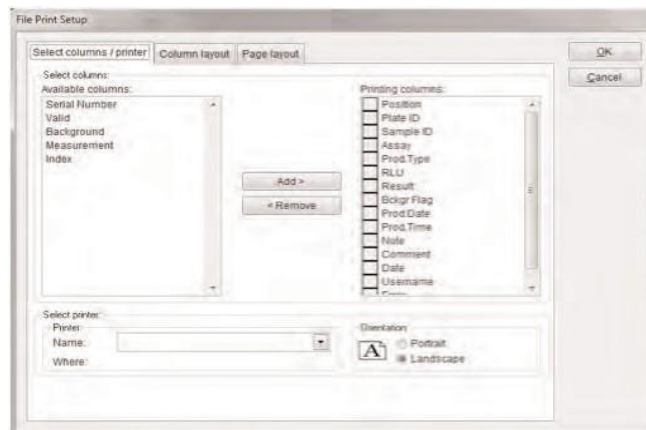 File Print Setup
Select columns / printer
Column layout
Page layout
OK
Cancel
Select columns:
Available columns:
Serial Number
Valid
Background
Measurement
Index
Add >
< Remove
Printing columns:
Position
Plate ID
Sample ID
Assay
Prod.Type
RLU
Result
Bckgr Flag
Prod.Date
Prod.Time
Note
Comment
Date
Username
Select printer:
Printer
Name:
Where:
Orientation
A
Portrait
Landscape